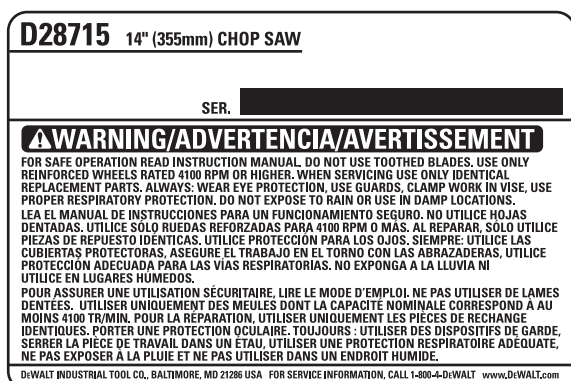 D28715 14" (355mm) CHOP SAW
SER.
WARNING/ADVERTENCIA/AVERTISSEMENT
FOR SAFE OPERATION READ INSTRUCTION MANUAL. DO NOT USE TOOTHED BLADES. USE ONLY
REINFORCED WHEELS RATED 4100 RPM OR HIGHER. WHEN SERVICING USE ONLY IDENTICAL
REPLACEMENT PARTS. ALWAYS: WEAR EYE PROTECTION, USE GUARDS, CLAMP WORK IN VISE, USE
PROPER RESPIRATORY PROTECTION. DO NOT EXPOSE TO RAIN OR USE IN DAMP LOCATIONS.
LEA EL MANUAL DE INSTRUCCIONES PARA UN FUNCIONAMIENTO SEGURO. NO UTILICE HOJAS
DENTADAS. UTILICE SÓLO RUEDAS REFORZADAS PARA 4100 RPM O MÁS. AL REPARAR, SÓLO UTILICE
PIEZAS DE REPUESTO IDÉNTICAS. UTILICE PROTECCIÓN PARA LOS OJOS. SIEMPRE: UTILICE LAS
CUBIERTAS PROTECTORAS, ASEGURE EL TRABAJO EN EL TORNO CON LAS ABRAZADERAS, UTILICE
PROTECCIÓN ADECUADA PARA LAS VÍAS RESPIRATORIAS. NO EXPONGA A LA LLUVIA NI
UTILICE EN LUGARES HÚMEDOS.
POUR ASSURER UNE UTILISATION SÉCURITAIRE, LIRE LE MODE D'EMPLOI. NE PAS UTILISER DE LAMES
DENTÉES. UTILISER UNIQUEMENT DES MEULES DONT LA CAPACITÉ NOMINALE CORRESPOND À AU
MOINS 4100 TR/MIN. POUR LA RÉPARATION, UTILISER UNIQUEMENT LES PIÈCES DE RECHALGE
IDENTIQUES. PORTER UNE PROTECTION OCULAIRE. TOUJOURS : UTILISER DES DISPOSITIFS DE GARDE,
SERRER LA PIÈCE DE TRAVAIL DANS UN ÉTAU, UTILISER UNE PROTECTION RESPIRATOIRE ADÉQUATE,
NE PAS EXPOSER À LA PLUIE ET NE PAS UTILISER DANS UN ENDROIT HUMIDE.
DEWALT INDUSTRIAL TOOL CO., BALTIMORE, MD 21286 USA FOR SERVICE INFORMATION, CALL 1-800-4-DEWALT www.DEWALT.com